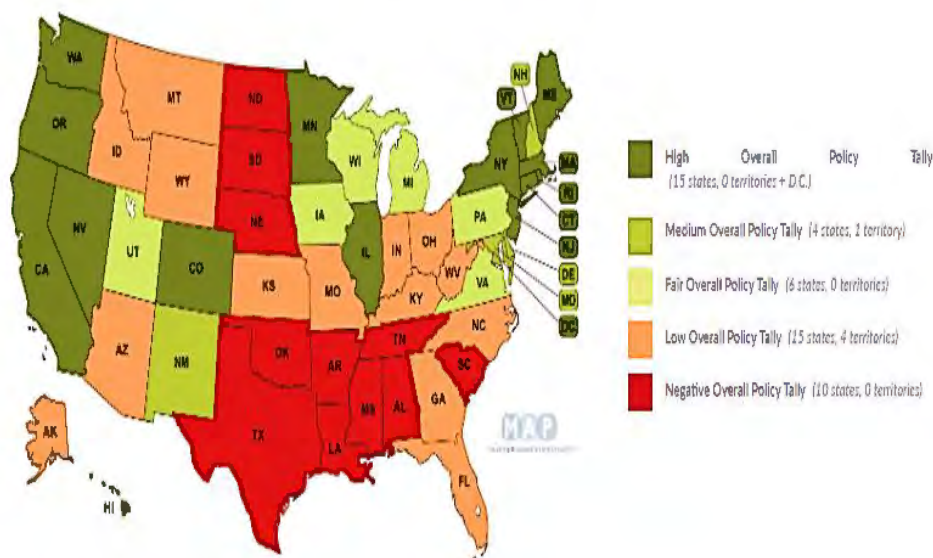 WA
OR
CA
NV
ID
MT
WY
UT
CO
AZ
NM
ND
SD
NE
KS
OK
TX
MN
IA
MO
AR
LA
WI
IL
MI
IN
OH
KY
TN
MS
AL
GA
FL
SC
NC
VA
WV
PA
NY
ME
NH
VT
MA
RI
CT
NJ
DE
MD
DC
AK
HI
MAP
High Overall Policy Tally
(15 states, 0 territories + D.C.)
Medium Overall Policy Tally (4 states, 1 territory)
Fair Overall Policy Tally (6 states, 0 territories)
Low Overall Policy Tally (15 states, 4 territories)
Negative Overall Policy Tally (10 states, 0 territories)